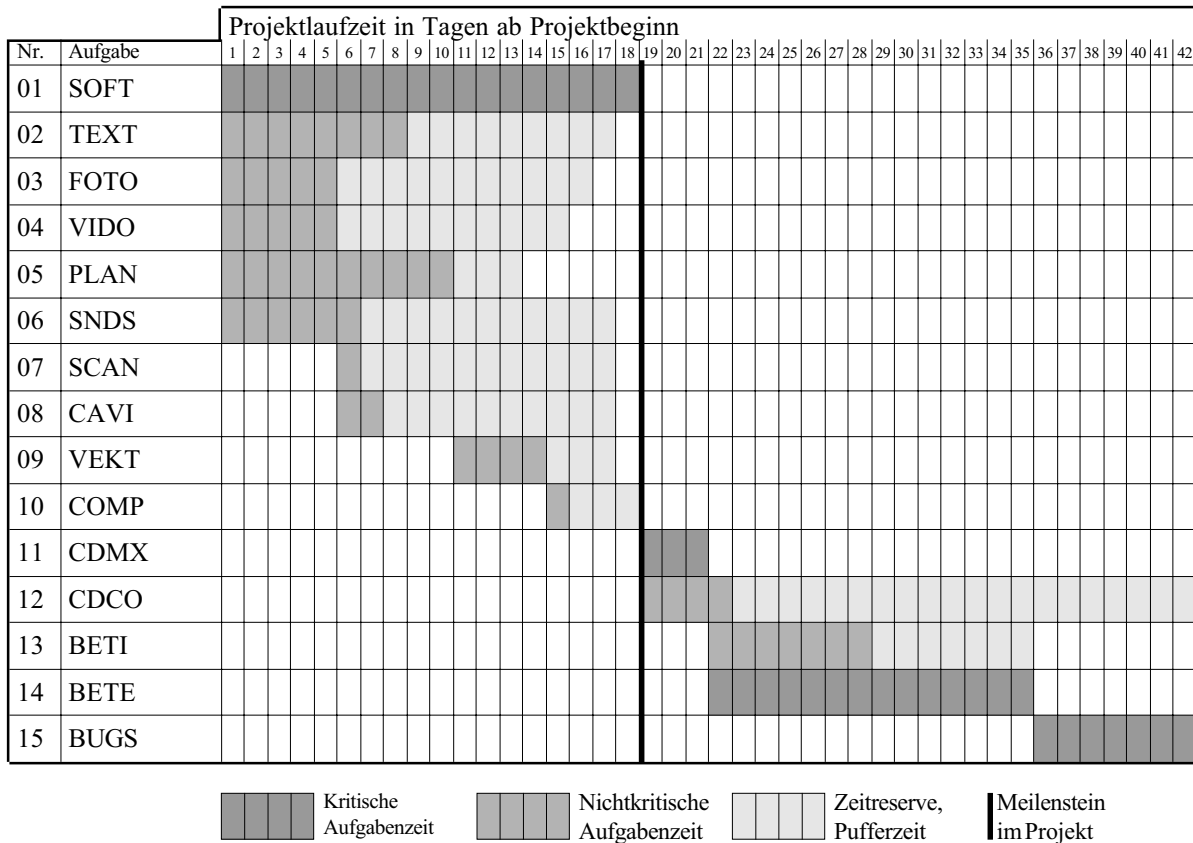 Projektlaufzeit in Tagen ab Projektbeginn
Nr. Aufgabe 1 2 3 4 5 6 7 8 9 10 11 12 13 14 15 16 17 18 19 20 21 22 23 24 25 26 27 28 29 30 31 32 33 34 35 36 37 38 39 40 41 42
01 SOFT
02 TEXT
03 FOTO
04 VIDO
05 PLAN
06 SNDS
07 SCAN
08 CAVI
09 VEKT
10 COMP
11 CDMX
12 CDCO
13 BETI
14 BETE
15 BUGS
Kritische Nichtkritische Zeitreserve, Meilenstein
Aufgabenzeit Aufgabenzeit Pufferzeit im Projekt